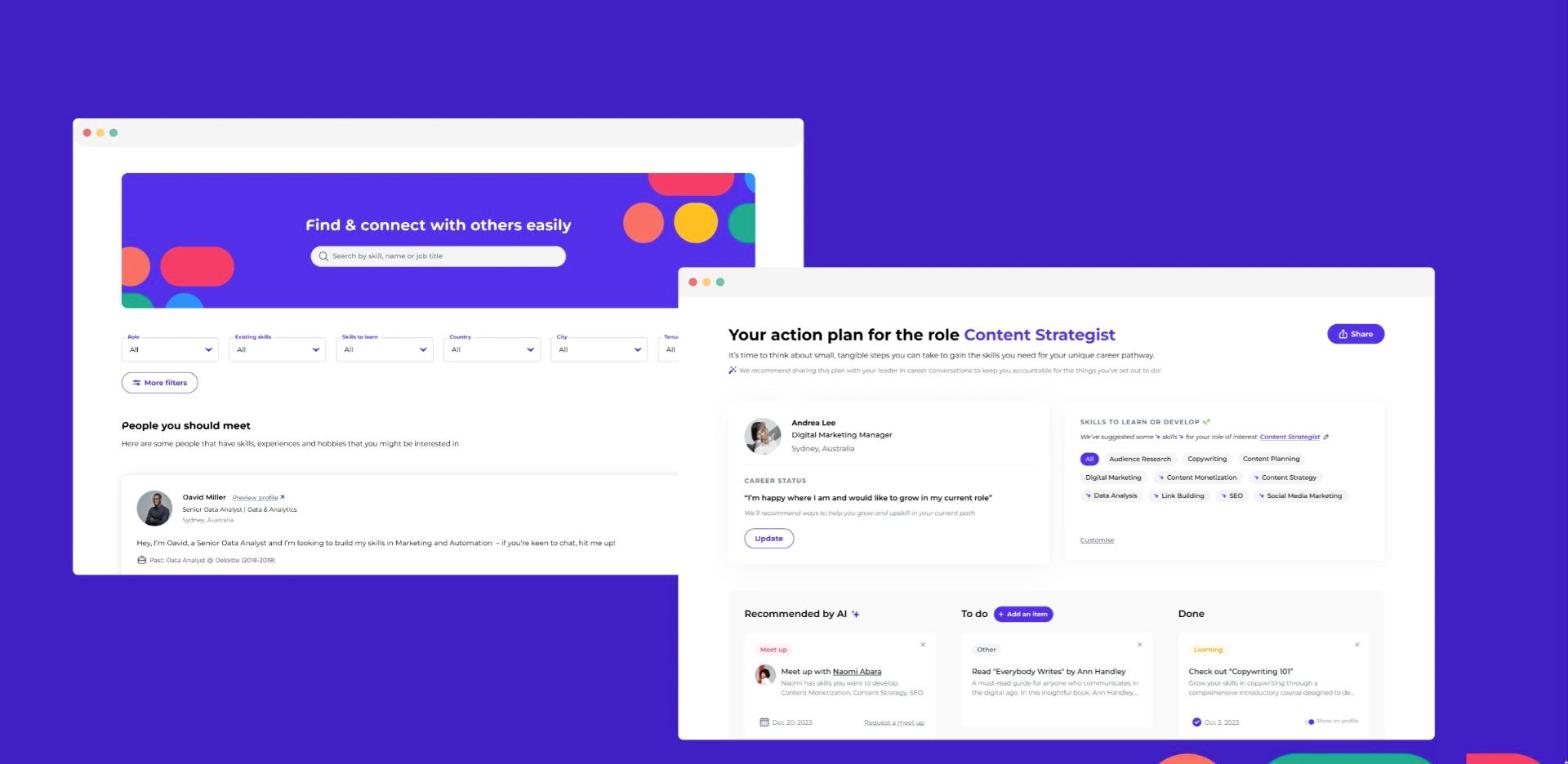 Find & connect with others easily
Search by skill, name or job title
Role
Existing skills
Skills to learn
Country
City
Tenu
All
All
All
All
All
All
More filters
People you should meet
Here are some people that have skills, experiences and hobbies that you might be interested in
David Miller Preview profile
Senior Data Analyst | Data & Analytics
Sydney, Australia
Hey, I'm David, a Senior Data Analyst and I'm looking to build my skills in Marketing and Automation - if you're keen to chat, hit me up!
Past: Data Analyst @ Deloitte (2018-2019)
Your action plan for the role Content Strategist
Share
It's time to think about small, tangible steps you can take to gain the skills you need for your unique career pathway.
We recommend sharing this plan with your leader in career conversations to keep you accountable for the things you've set out to do!
Andrea Lee
Digital Marketing Manager
Sydney, Australia
CAREER STATUS
"I'm happy where I am and would like to grow in my current role"
We'll recommend ways to help you grow and upskill in your current path
Update
SKILLS TO LEARN OR DEVELOP
We've suggested some skills for your role of interest: Content Strategist
All Audience Research Copywriting Content Planning
Digital Marketing Content Monetization Content Strategy
Data Analysis Link Building SEO Social Media Marketing
Customise
Recommended by AI
Meet up
Meet up with Naomi Abara
Naomi has skills you want to develop:
Content Monetization, Content Strategy, SEO
Dec 20, 2023
Request a meet up
To do + Add an item
Other
Read "Everybody Writes" by Ann Handley
A must-read guide for anyone who communicates in
the digital age. In this insightful book, Ann Handley...
Done
Learning
Check out "Copywriting 101"
Grow your skills in copywriting through a
comprehensive introductory course designed to de...
Oct 3, 2023
Show on profile